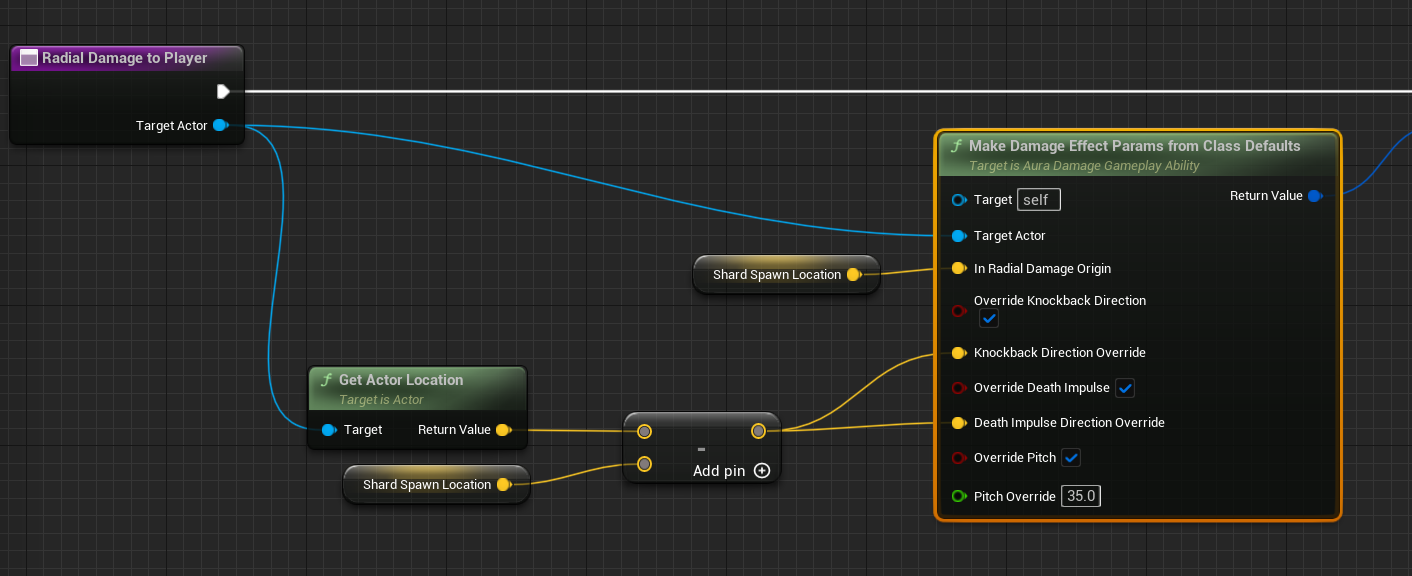 Radial Damage to Player
Target Actor
Make Damage Effect Params from Class Defaults
Target is Aura Damage Gameplay Ability
Target self
Return Value
Target Actor
Shard Spawn Location
In Radial Damage Origin
Override Knockback Direction
Knockback Direction Override
Get Actor Location
Target is Actor
Override Death Impulse
Target
Return Value
Death Impulse Direction Override
-
Add pin
Override Pitch
Shard Spawn Location
Pitch Override 35.0